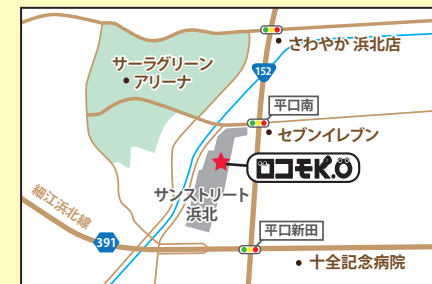 さわやか 浜北店
サーラグリーン
アリーナ
152
平口南
セブンイレブン
ロコモK.O
サンストリート
浜北
細江浜北線
391
平口新田
十全記念病院